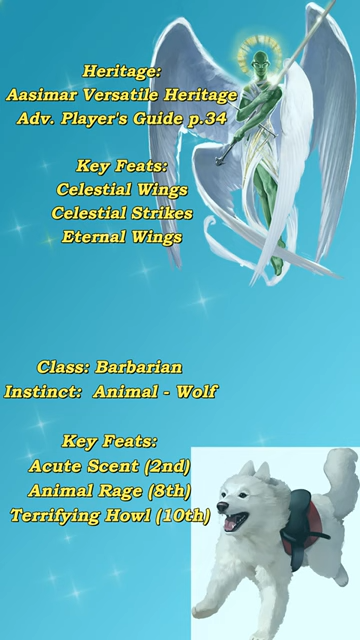 Heritage:
Aasimar Versatile Heritage
Adv. Player's Guide p.34
Key Feats:
Celestial Wings
Celestial Strikes
Eternal Wings
Class: Barbarian
Instinct: Animal - Wolf
Key Feats:
Acute Scent (2nd)
Animal Rage (8th)
Terrifying Howl (10th)